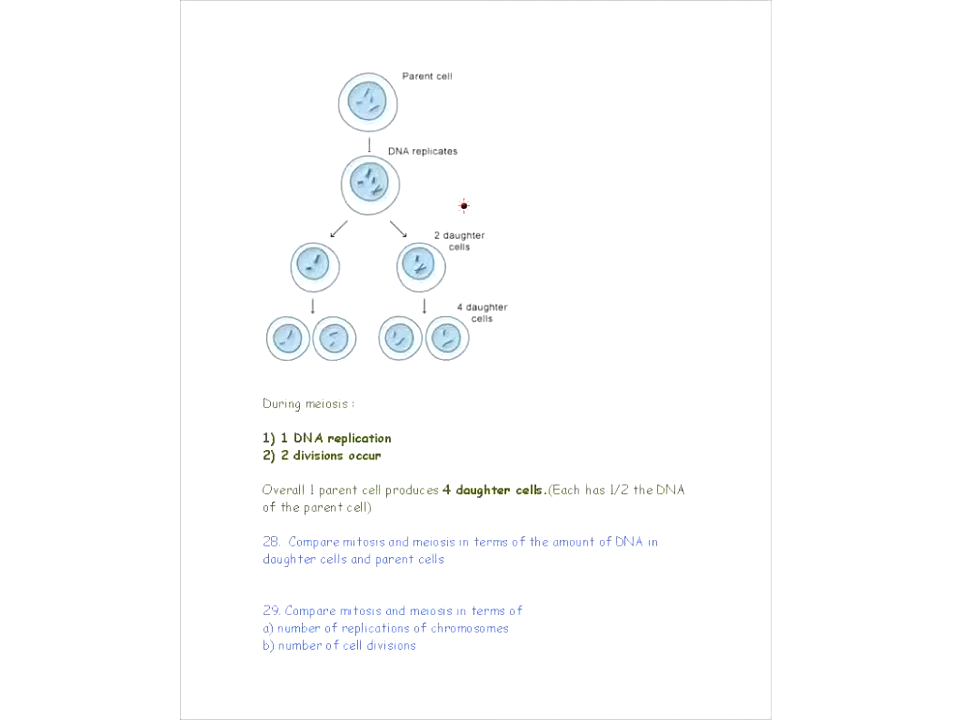 Parent cell
DNA replicates
2 daughter
cells
4 daughter
cells
During meiosis :
1) 1 DNA replication
2) 2 divisions occur
Overall 1 parent cell produces 4 daughter cells.(Each has 1/2 the DNA
of the parent cell)
28. Compare mitosis and meiosis in terms of the amount of DNA in
daughter cells and parent cells
29. Compare mitosis and meiosis in terms of
a) number of replications of chromosomes
b) number of cell divisions